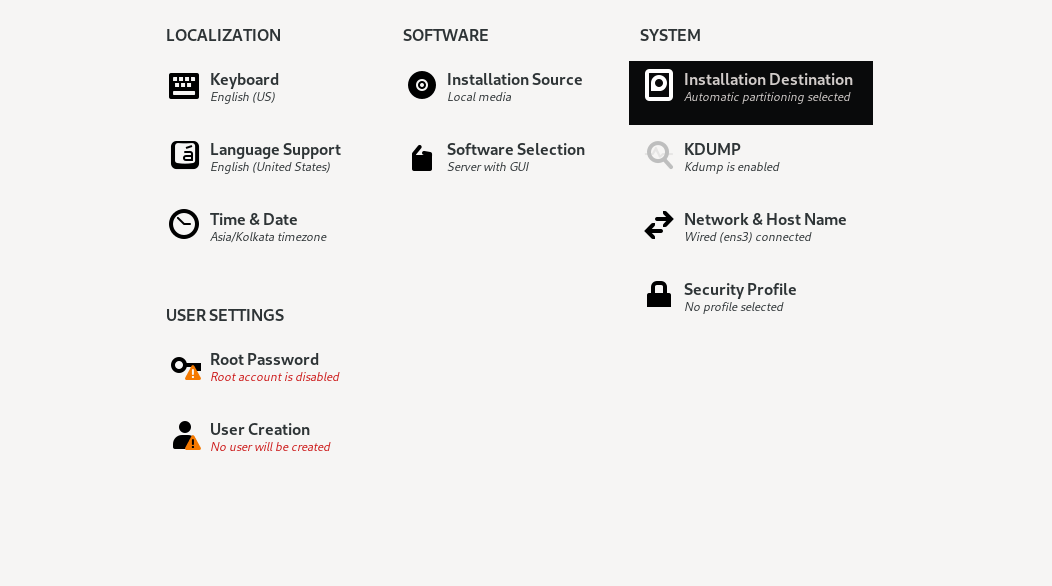 LOCALIZATION
Keyboard
English (US)
Language Support
English (United States)
Time & Date
Asia/Kolkata timezone
USER SETTINGS
Root Password
Root account is disabled
User Creation
No user will be created
SOFTWARE
Installation Source
Local media
Software Selection
Server with GUI
SYSTEM
Installation Destination
Automatic partitioning selected
KDUMP
Kdump is enabled
Network & Host Name
Wired (ens3) connected
Security Profile
No profile selected